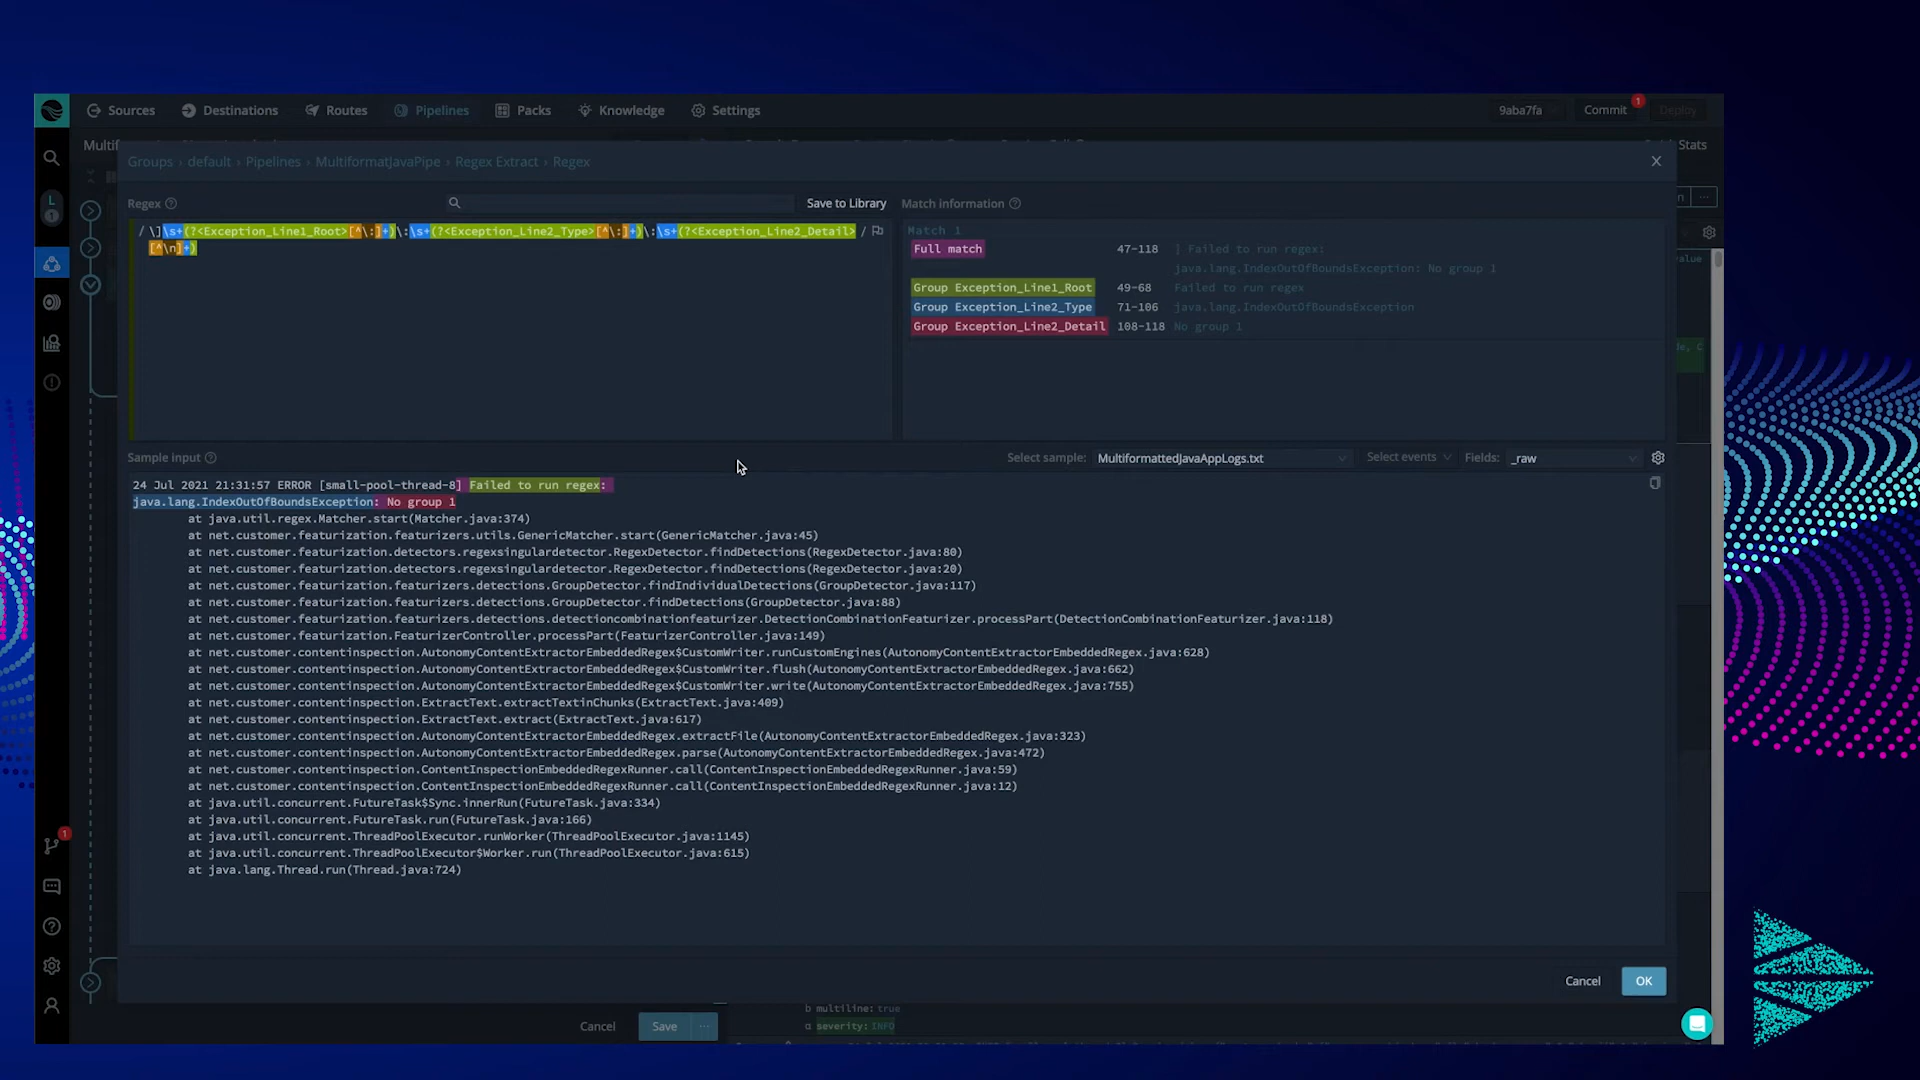 Sources Destinations Routes Pipelines Packs Knowledge Settings 9aba7fa Commit 1 Deploy
Multif
Stats
Groups › default › Pipelines › MultiformatJavaPipe › Regex Extract › Regex
L
1
Regex Save to Library Match information
/ \]\s+(?<Exception_Line1_Root>[^\:]+)\:\s+(?<Exception_Line2_Type>[^\:]+)\:\s+(?<Exception_Line2_Detail> /
[^\n]+)
Match 1
Full match 47-118 ] Failed to run regex:
java.lang.IndexOutOfBoundsException: No group 1
Group Exception_Line1_Root 49-68 Failed to run regex
Group Exception_Line2_Type 71-106 java.lang.IndexOutOfBoundsException
Group Exception_Line2_Detail 108-118 No group 1
value
Sample input Select sample: MultiformattedJavaAppLogs.txt Select events Fields: _raw
24 Jul 2021 21:31:57 ERROR [small-pool-thread-8] Failed to run regex:
java.lang.IndexOutOfBoundsException: No group 1
at java.util.regex.Matcher.start(Matcher.java:374)
at net.customer.featurization.featurizers.utils.GenericMatcher.start(GenericMatcher.java:45)
at net.customer.featurization.detectors.regexsingulardetector.RegexDetector.findDetections(RegexDetector.java:80)
at net.customer.featurization.detectors.regexsingulardetector.RegexDetector.findDetections(RegexDetector.java:20)
at net.customer.featurization.featurizers.detections.GroupDetector.findIndividualDetections(GroupDetector.java:117)
at net.customer.featurization.featurizers.detections.GroupDetector.findDetections(GroupDetector.java:88)
at net.customer.featurization.featurizers.detections.detectioncombinationfeaturizer.DetectionCombinationFeaturizer.processPart(DetectionCombinationFeaturizer.java:118)
at net.customer.featurization.FeaturizerController.processPart(FeaturizerController.java:149)
at net.customer.contentinspection.AutonomyContentExtractorEmbeddedRegex$CustomWriter.runCustomEngines(AutonomyContentExtractorEmbeddedRegex.java:628)
at net.customer.contentinspection.AutonomyContentExtractorEmbeddedRegex$CustomWriter.flush(AutonomyContentExtractorEmbeddedRegex.java:662)
at net.customer.contentinspection.AutonomyContentExtractorEmbeddedRegex$CustomWriter.write(AutonomyContentExtractorEmbeddedRegex.java:755)
at net.customer.contentinspection.ExtractText.extractTextinChunks(ExtractText.java:409)
at net.customer.contentinspection.ExtractText.extract(ExtractText.java:617)
at net.customer.contentinspection.AutonomyContentExtractorEmbeddedRegex.extractFile(AutonomyContentExtractorEmbeddedRegex.java:323)
at net.customer.contentinspection.AutonomyContentExtractorEmbeddedRegex.parse(AutonomyContentExtractorEmbeddedRegex.java:472)
at net.customer.contentinspection.ContentInspectionEmbeddedRegexRunner.call(ContentInspectionEmbeddedRegexRunner.java:59)
at net.customer.contentinspection.ContentInspectionEmbeddedRegexRunner.call(ContentInspectionEmbeddedRegexRunner.java:12)
at java.util.concurrent.FutureTask$Sync.innerRun(FutureTask.java:334)
at java.util.concurrent.FutureTask.run(FutureTask.java:166)
at java.util.concurrent.ThreadPoolExecutor.runWorker(ThreadPoolExecutor.java:1145)
at java.util.concurrent.ThreadPoolExecutor$Worker.run(ThreadPoolExecutor.java:615)
at java.lang.Thread.run(Thread.java:724)
1
Cancel OK
b multiline: true
Cancel Save ... a severity: INFO